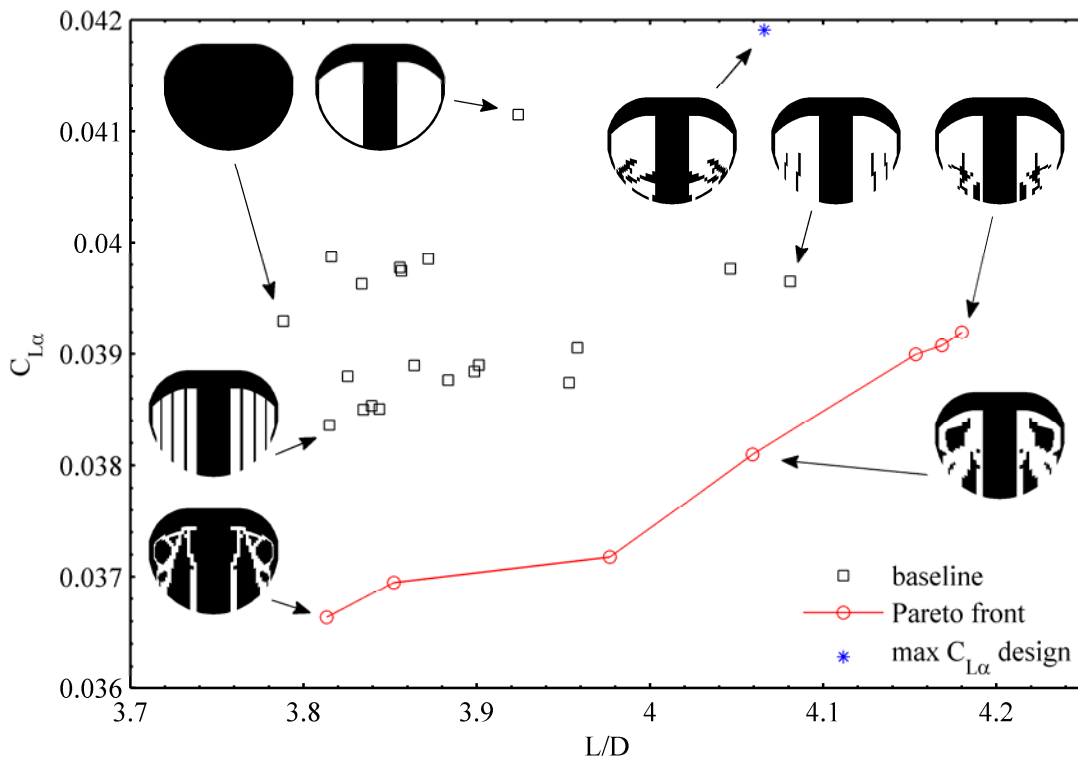 0.042
0.041
0.04
0.039
0.038
0.037
0.036
C_Lα
3.7 3.8 3.9 4 4.1 4.2
L/D
baseline
Pareto front
max C_Lα design